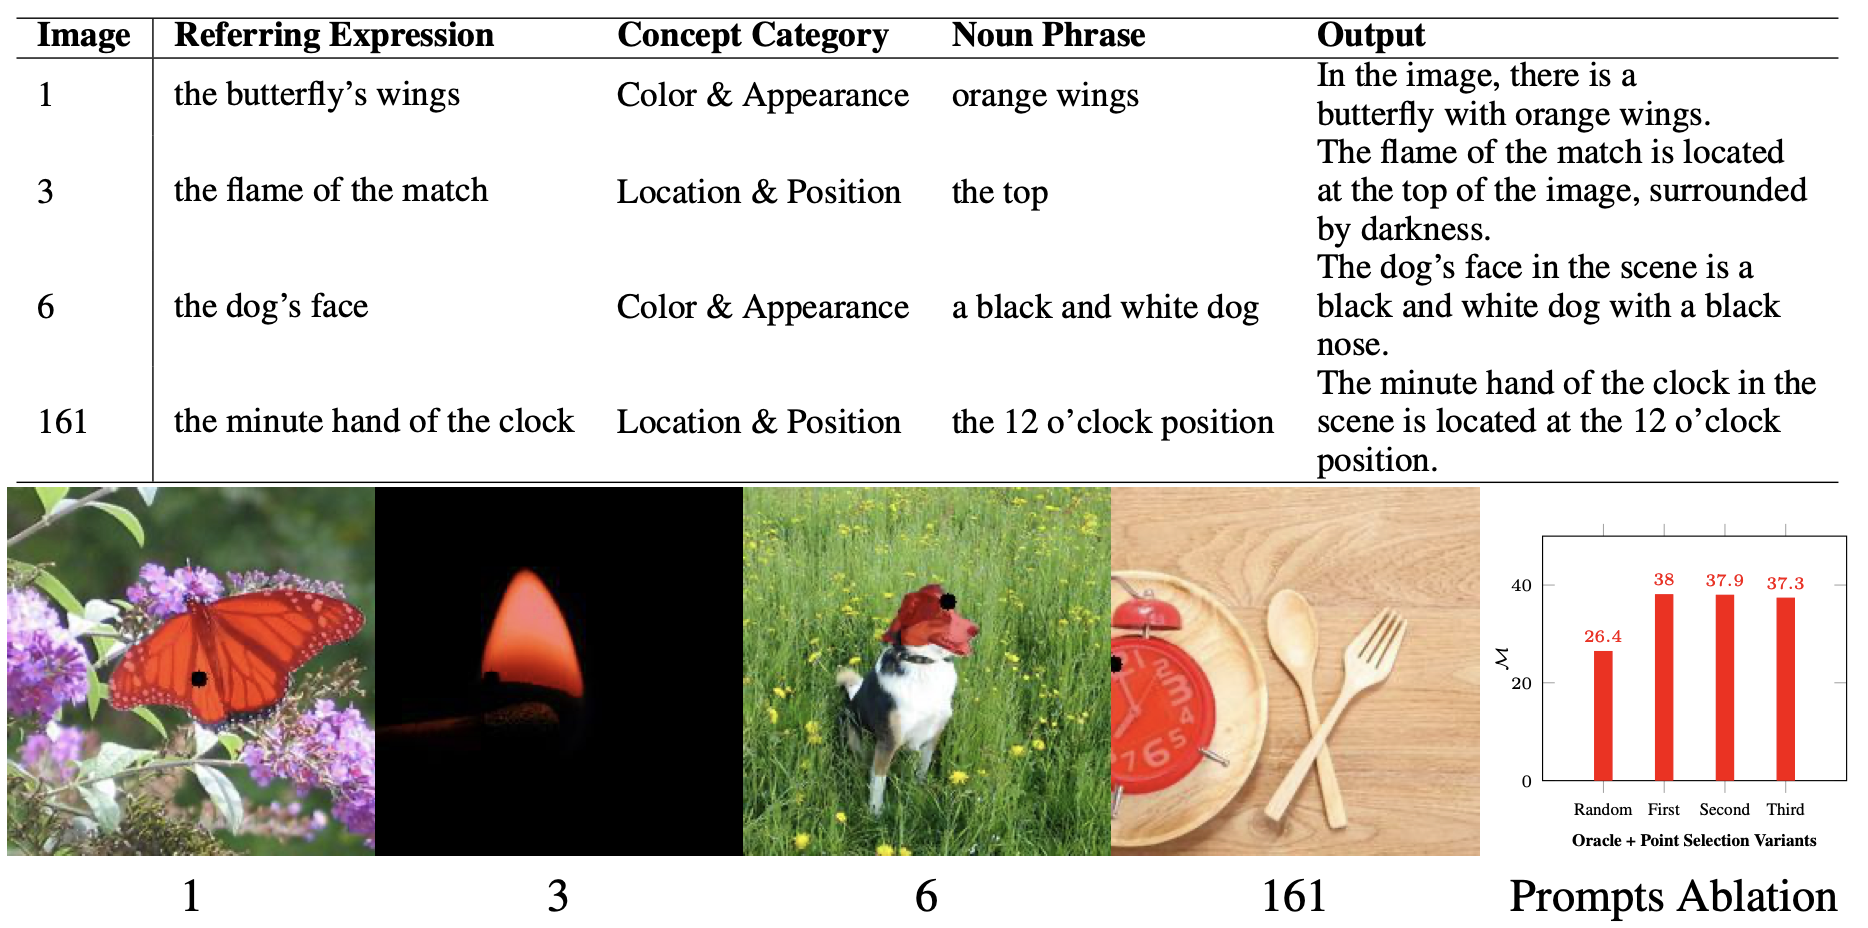 Image Referring Expression Concept Category Noun Phrase Output
1 the butterfly’s wings Color & Appearance orange wings In the image, there is a
butterfly with orange wings.
3 the flame of the match Location & Position the top The flame of the match is located
at the top of the image, surrounded
by darkness.
6 the dog’s face Color & Appearance a black and white dog The dog’s face in the scene is a
black and white dog with a black
nose.
161 the minute hand of the clock Location & Position the 12 o’clock position The minute hand of the clock in the
scene is located at the 12 o’clock
position.
1 2 3 4 5 6 7
40
20
0
M
26.4 38 37.9 37.3
Random First Second Third
Oracle + Point Selection Variants
1 3 6 161 Prompts Ablation